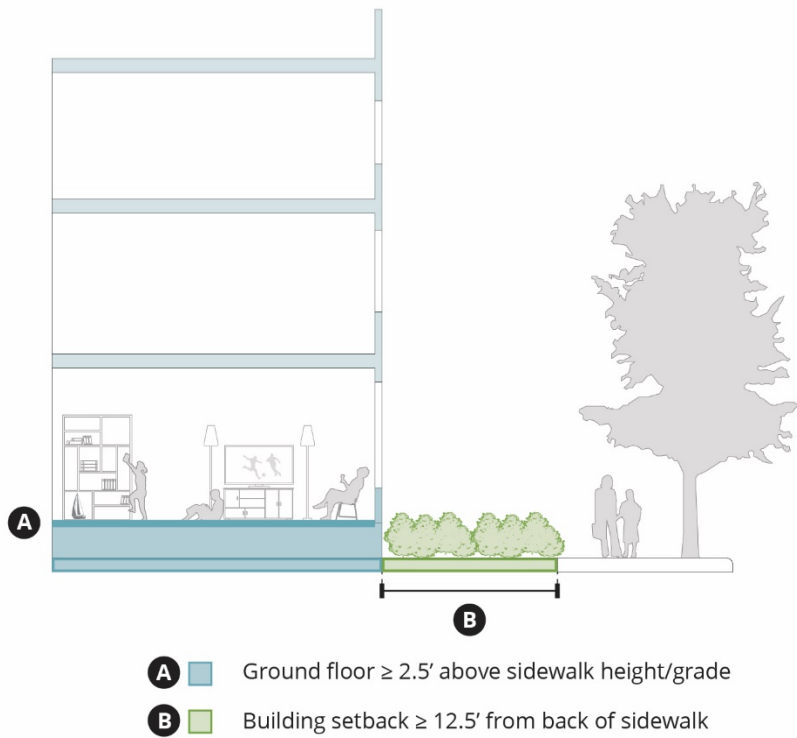 A
B
A Ground floor ≥ 2.5’ above sidewalk height/grade
B Building setback ≥ 12.5’ from back of sidewalk